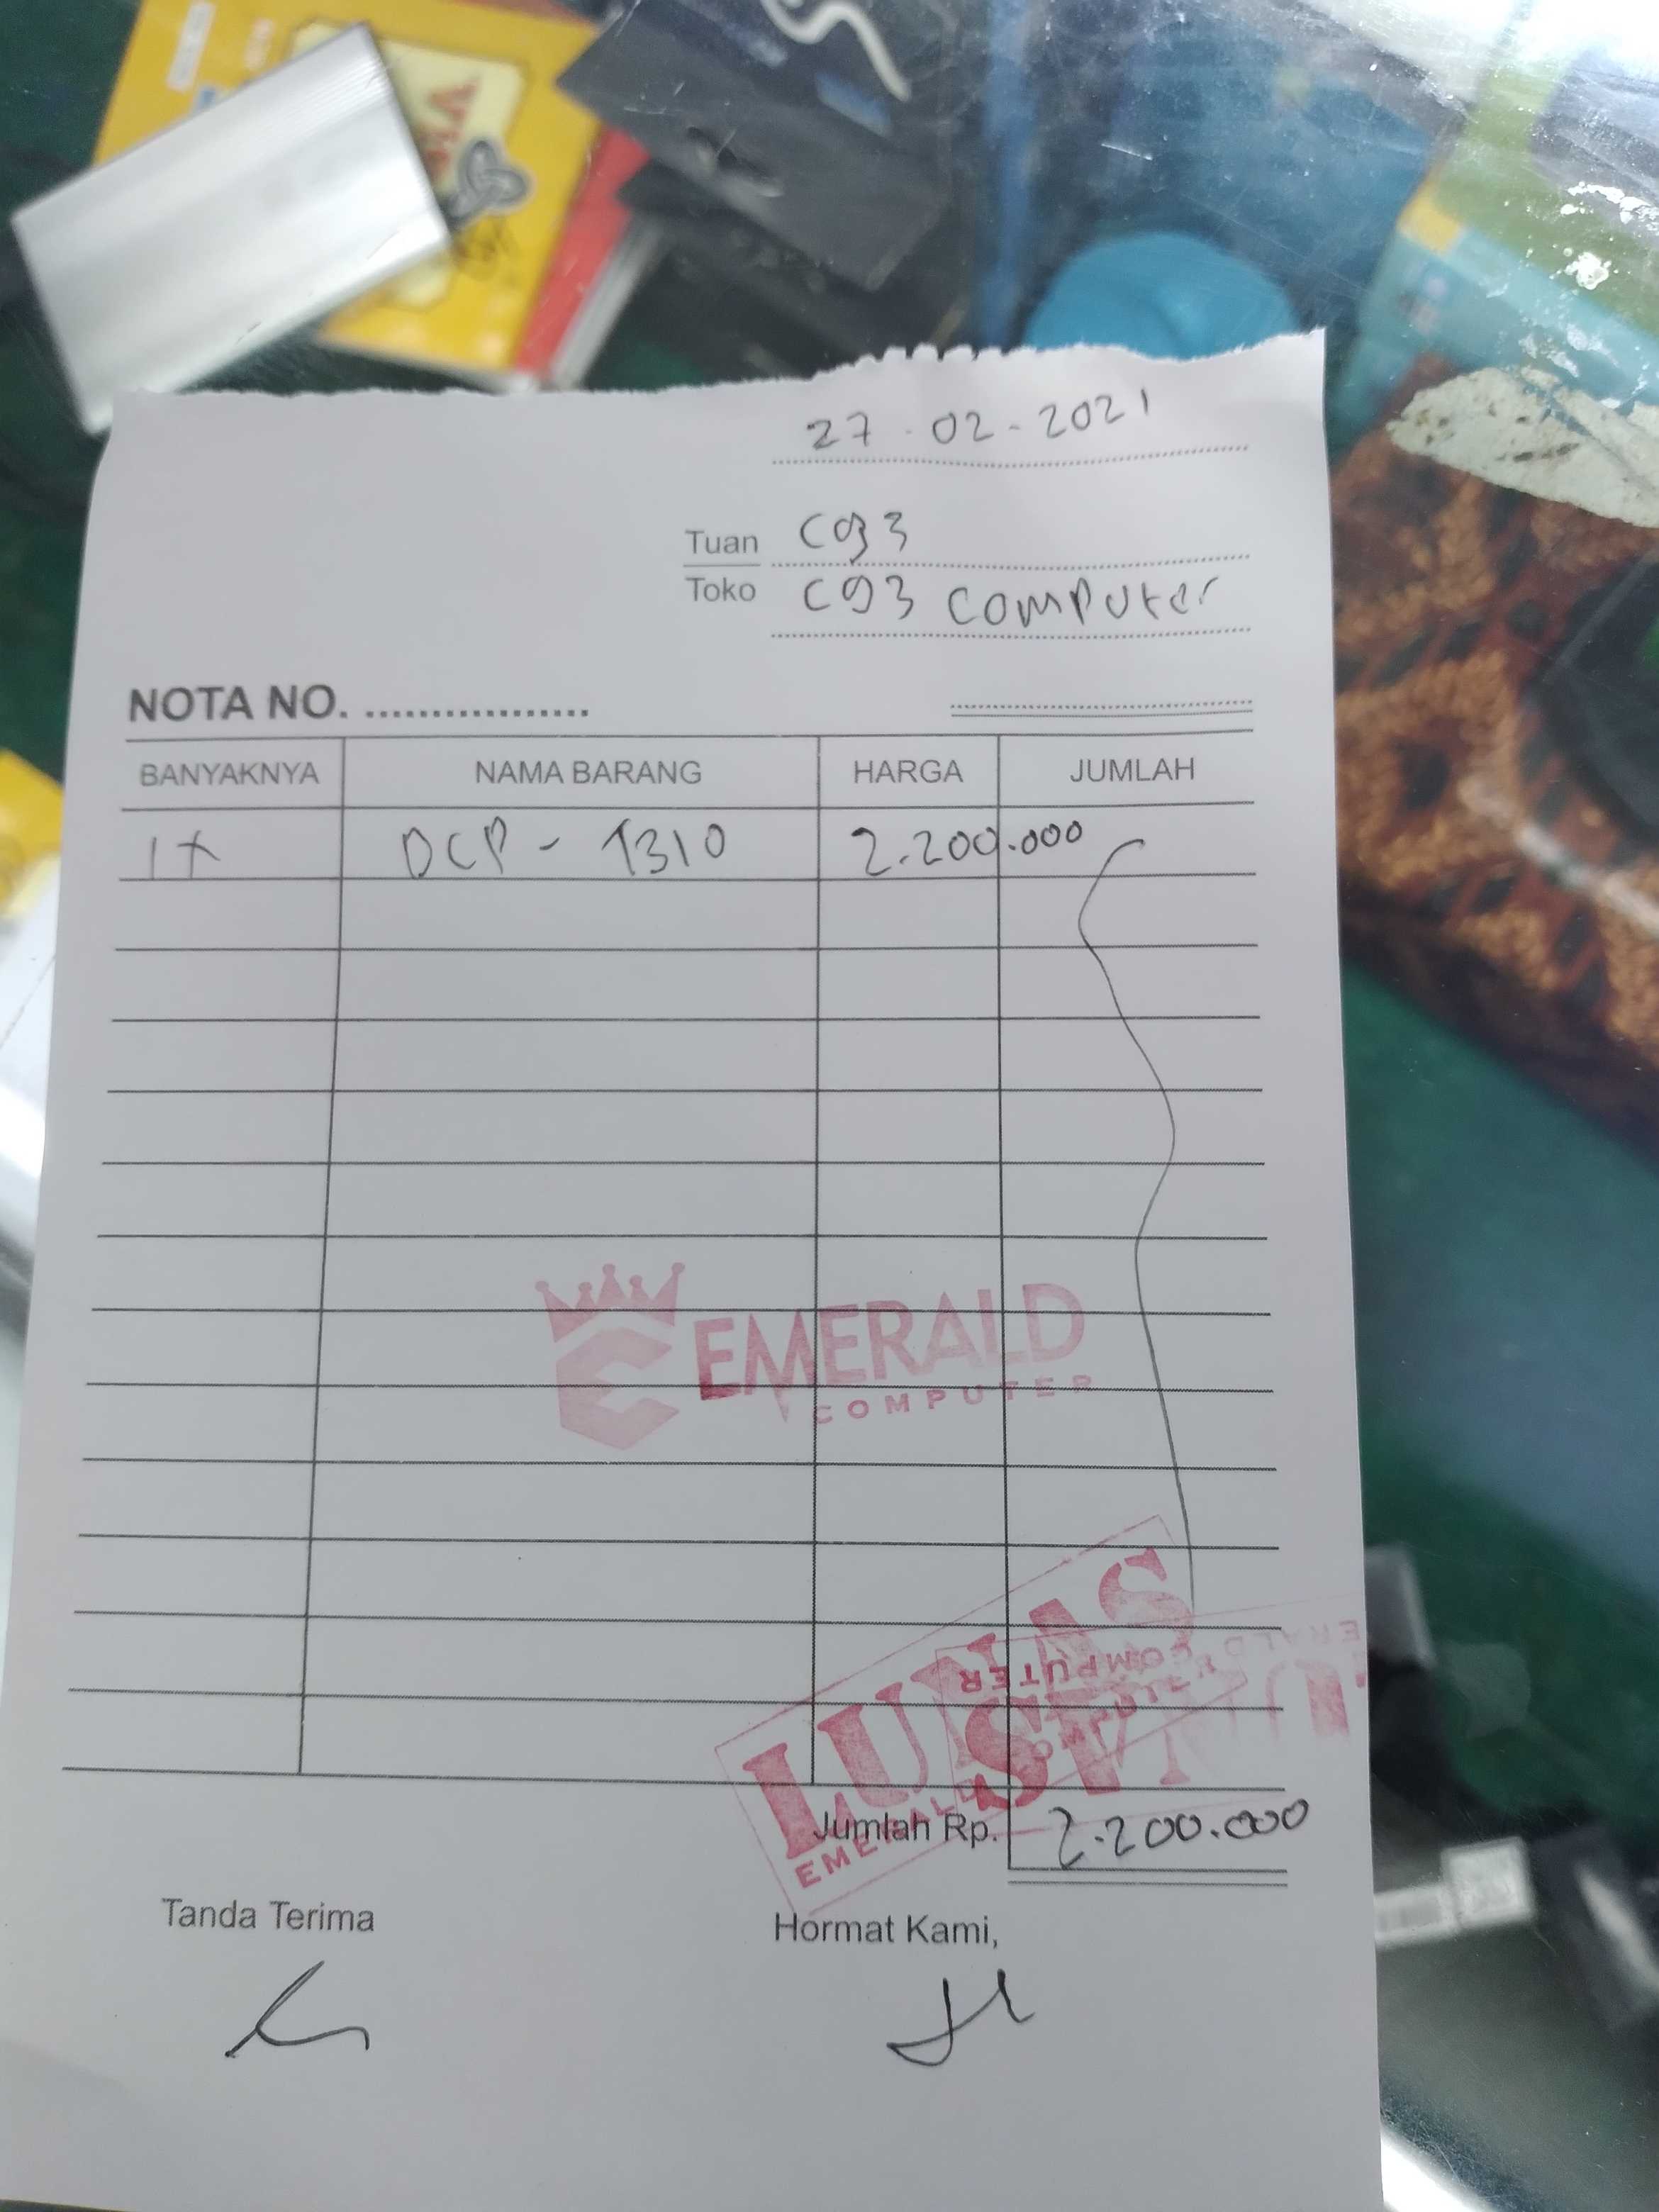 27-02-2021
Tuan cg3
Toko cg3 computer
NOTA NO. ..................
BANYAKNYA NAMA BARANG HARGA JUMLAH
1x DCP - T310 2.200.000
EMERALD
COMPUTER
LUNAS
EMERALD COMPUTER
COMPUTER
Jumlah Rp. 2.200.000
Tanda Terima Hormat Kami,